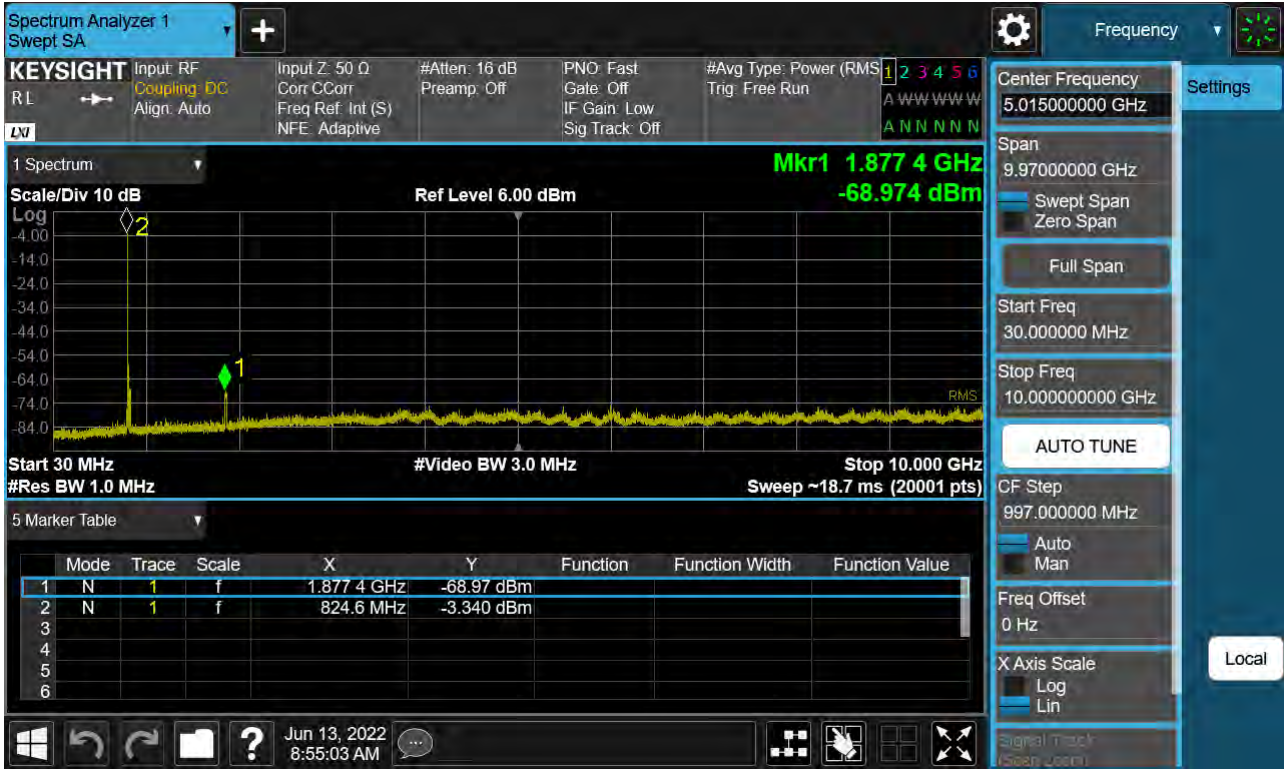 Spectrum Analyzer 1
Swept SA
+
Frequency
KEYSIGHT
RL
LXI
Input: RF
Coupling: DC
Align: Auto
Input Z: 50 Ω
Corr CCorr
Freq Ref: Int (S)
NFE: Adaptive
#Atten: 16 dB
Preamp: Off
PNO: Fast
Gate: Off
IF Gain: Low
Sig Track: Off
#Avg Type: Power (RMS
Trig: Free Run
1 2 3 4 5 6
A W W W W W
A N N N N N
Center Frequency
5.015000000 GHz
Settings
1 Spectrum
Mkr1 1.877 4 GHz
-68.974 dBm
Scale/Div 10 dB
Ref Level 6.00 dBm
Log
-4.00
-14.0
-24.0
-34.0
-44.0
-54.0
-64.0
-74.0
-84.0
2
1
RMS
Start 30 MHz
#Video BW 3.0 MHz
Stop 10.000 GHz
#Res BW 1.0 MHz
Sweep ~18.7 ms (20001 pts)
Span
9.97000000 GHz
Swept Span
Zero Span
Full Span
Start Freq
30.000000 MHz
Stop Freq
10.000000000 GHz
AUTO TUNE
CF Step
997.000000 MHz
Auto
Man
Freq Offset
0 Hz
X Axis Scale
Log
Lin
Signal Track
(Span Zoom)
Local
5 Marker Table
Mode Trace Scale X Y Function Function Width Function Value
1 N 1 f 1.877 4 GHz -68.97 dBm
2 N 1 f 824.6 MHz -3.340 dBm
3
4
5
6
?
Jun 13, 2022
8:55:03 AM